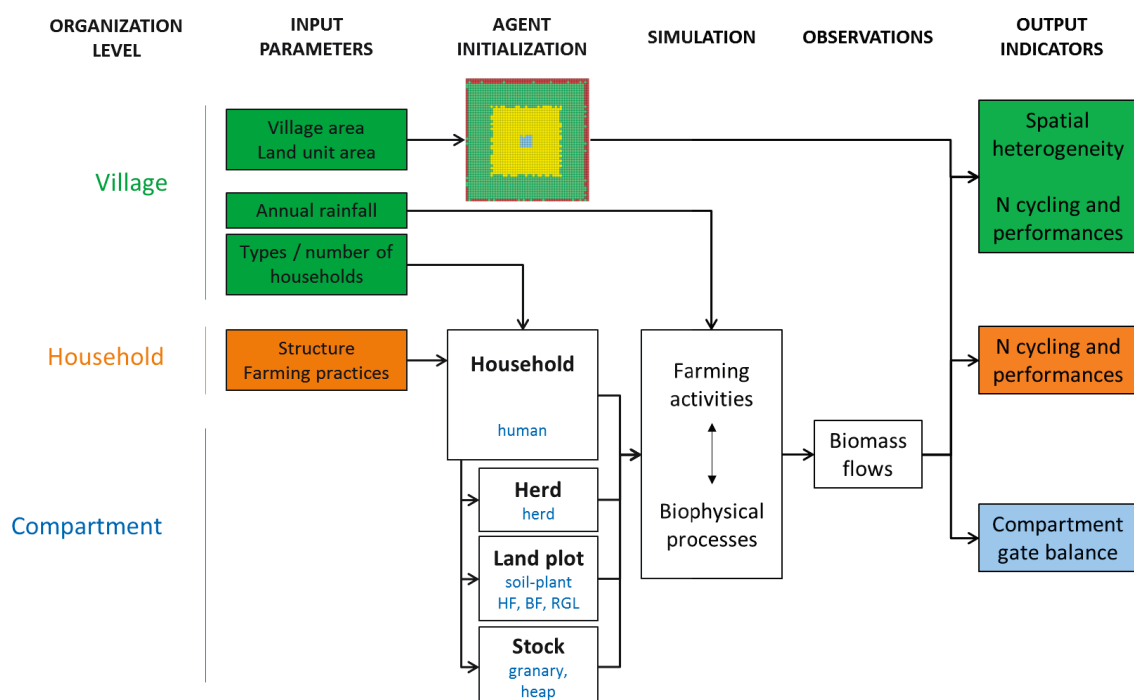 ORGANIZATION
LEVEL
INPUT
PARAMETERS
AGENT
INITIALIZATION
SIMULATION
OBSERVATIONS
OUTPUT
INDICATORS
Village
Village area
Land unit area
Annual rainfall
Types / number of
households
Spatial
heterogeneity
N cycling and
performances
Household
Structure
Farming practices
Household
human
Farming
activities
Biophysical
processes
Biomass
flows
N cycling and
performances
Compartment
Herd
herd
Land plot
soil-plant
HF, BF, RGL
Stock
granary,
heap
Compartment
gate balance